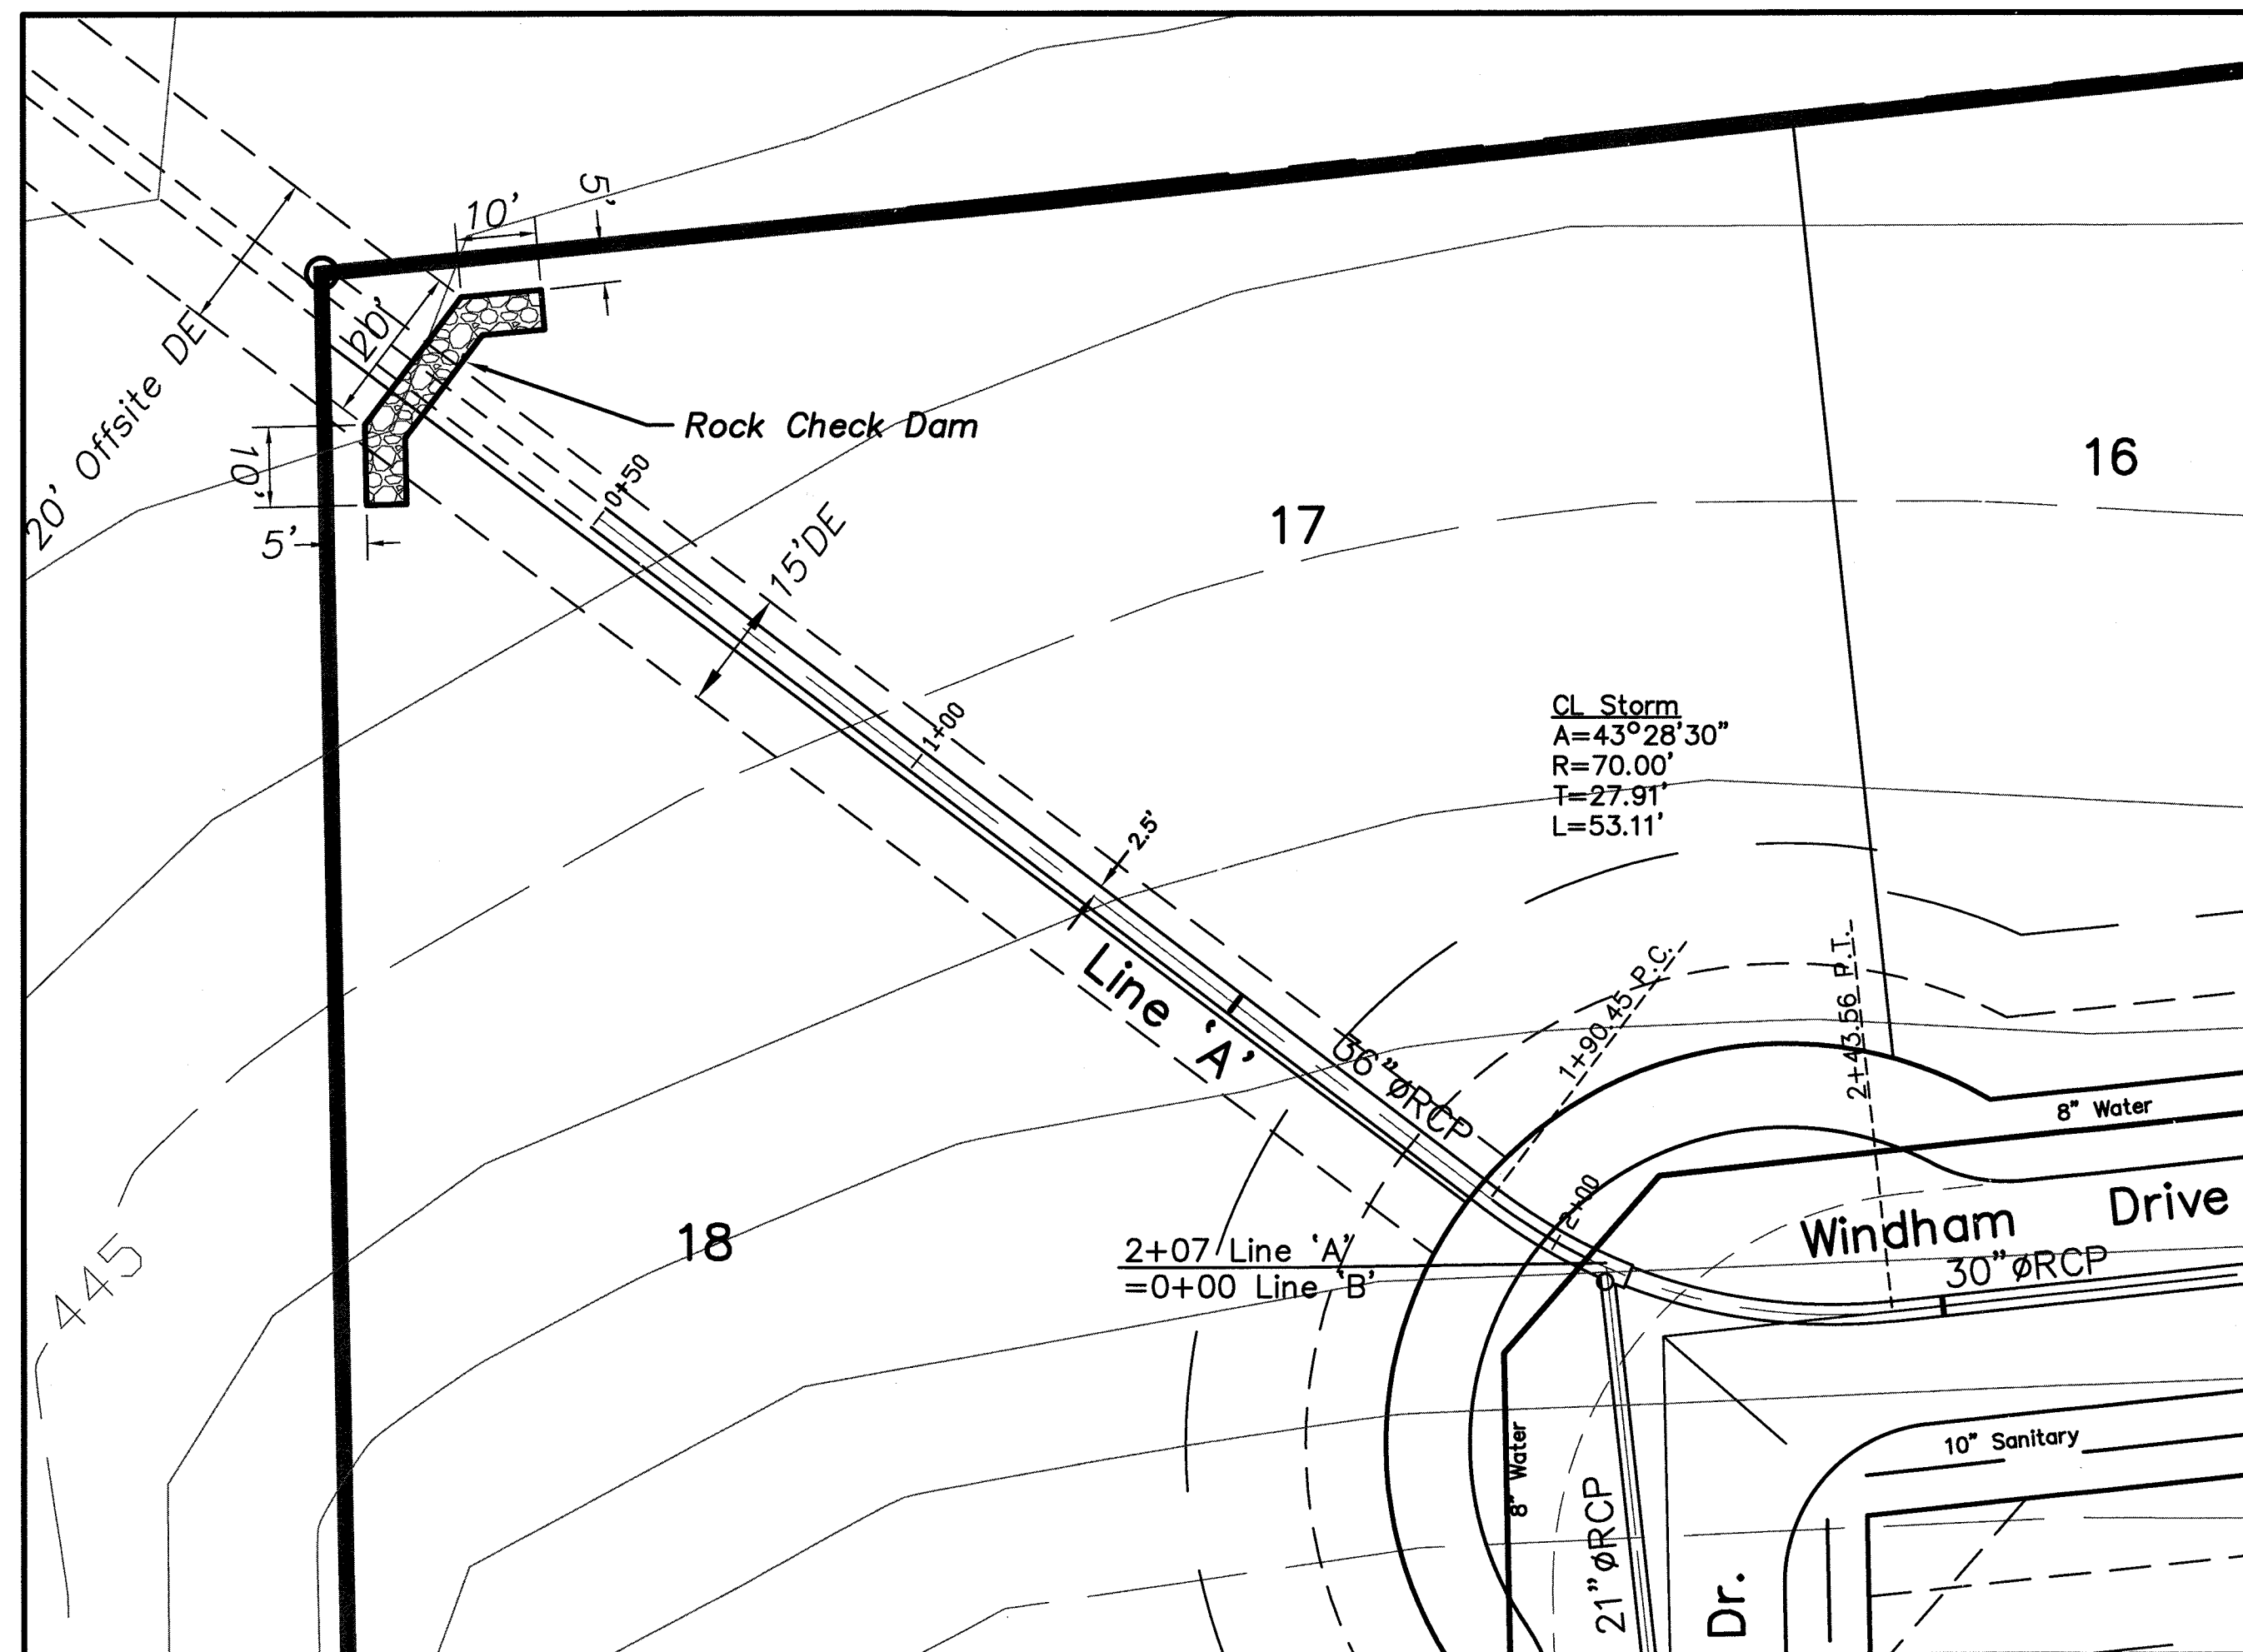 10’
5’
20’
20’ Offsite DE
Rock Check Dam
10’
5’
0+50
15’DE
17
16
1+00
CL Storm
A=43°28’30”
R=70.00’
T=27.91’
L=53.11’
2.5’
Line ‘A’
36”øRCP
1+90.45 P.C.
2+43.56 P.T.
8” Water
2+00
Windham Drive
30”øRCP
18
445
2+07 Line ‘A’
=0+00 Line ‘B’
8” Water
10” Sanitary
21”øRCP
Dr.